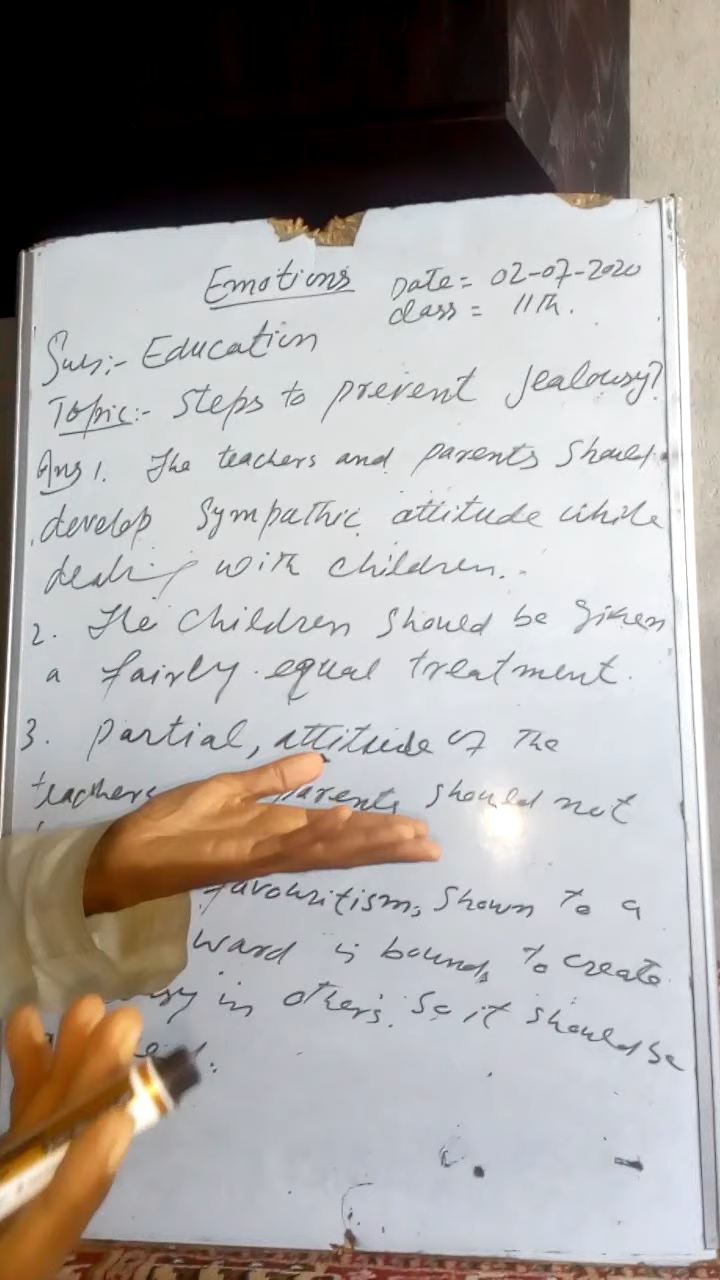 Emotions
Date = 02-07-2020
class = 11th.
Sub:- Education
Topic:- Steps to prevent Jealousy?
Ans 1. The teachers and parents should
develop Sympathic attitude while
dealing with children..
2. The children should be given
a fairly equal treatment.
3. Partial, attitude of the
teachers parents should not
favouritism, shown to a
ward is bound, to create
in others. So it should be